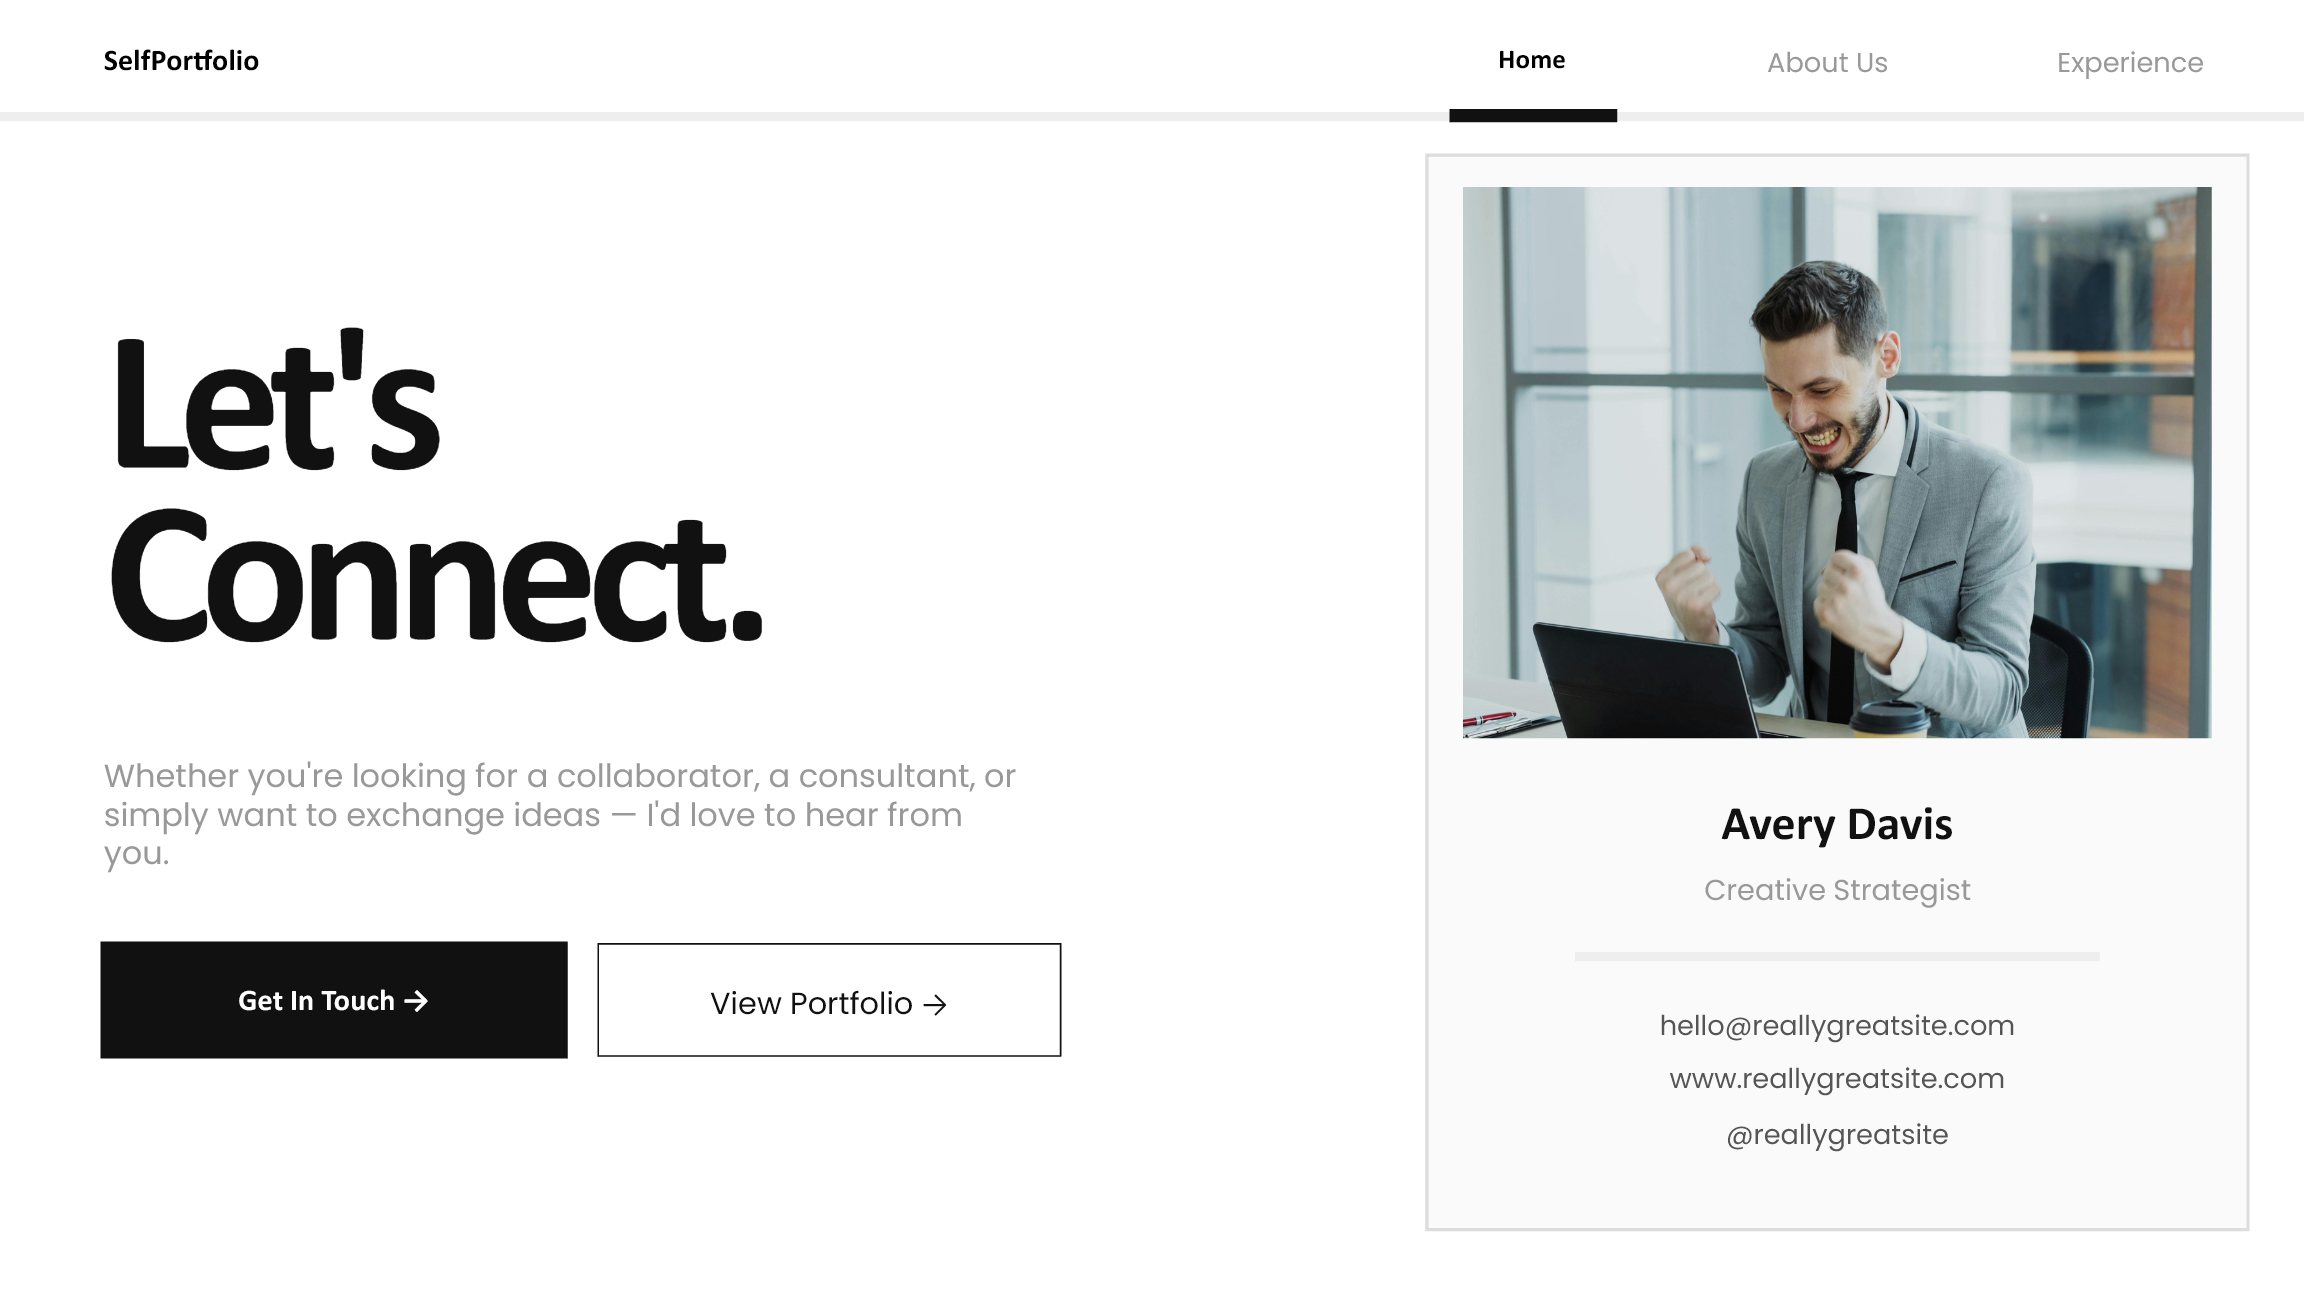 SelfPortfolio
Home
About Us
Experience
Let's
Connect.
Whether you're looking for a collaborator, a consultant, or
simply want to exchange ideas — I'd love to hear from
you.
Get In Touch →
View Portfolio →
Avery Davis
Creative Strategist
hello@reallygreatsite.com
www.reallygreatsite.com
@reallygreatsite